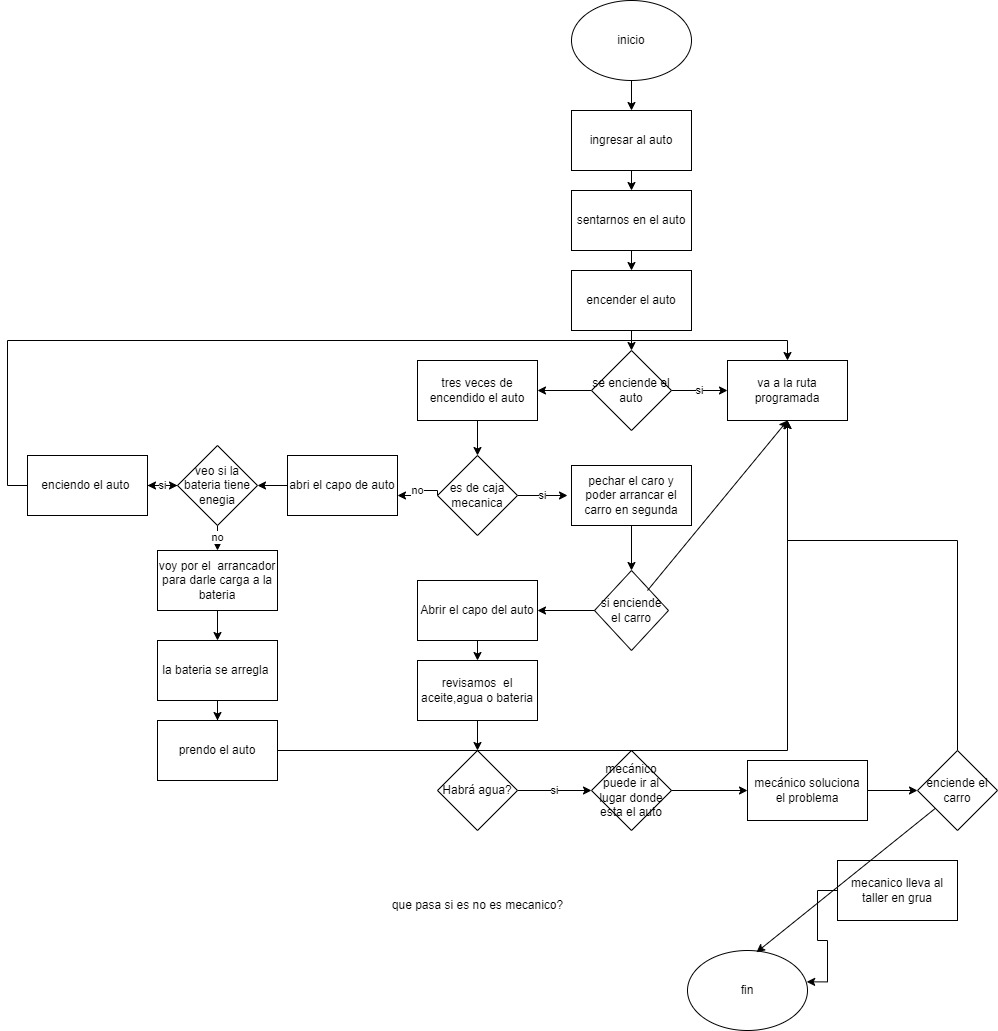 inicio
ingresar al auto
sentarnos en el auto
encender el auto
se enciende el
auto
si
va a la ruta
programada
tres veces de
encendido el auto
es de caja
mecanica
no
si
abri el capo de auto
veo si la
bateria tiene
enegia
si
enciendo el auto
no
voy por el arrancador
para darle carga a la
bateria
la bateria se arregla
prendo el auto
pechar el caro y
poder arrancar el
carro en segunda
si enciende
el carro
Abrir el capo del auto
revisamos el
aceite,agua o bateria
Habrá agua?
si
mecánico
puede ir al
lugar donde
esta el auto
mecánico soluciona
el problema
enciende el
carro
mecanico lleva al
taller en grua
que pasa si es no es mecanico?
fin